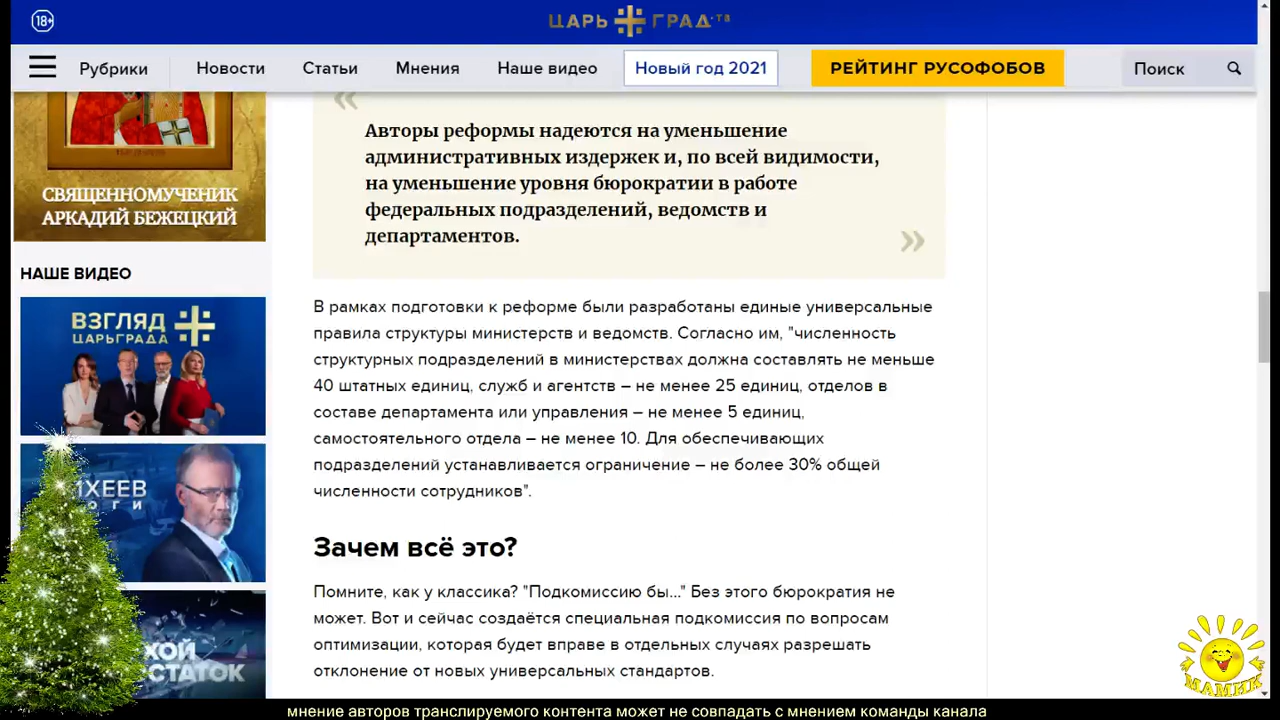 18+
ЦАРЬ ГРАД·ТВ
Рубрики
Новости
Статьи
Мнения
Наше видео
Новый год 2021
РЕЙТИНГ РУСОФОБОВ
Поиск
СВЯЩЕННОМУЧЕНИК
АРКАДИЙ БЕЖЕЦКИЙ
НАШЕ ВИДЕО
ВЗГЛЯД
ЦАРЬГРАДА
ИХЕЕВ
ОГИ
ХОЙ
СТАТОК
«
Авторы реформы надеются на уменьшение
административных издержек и, по всей видимости,
на уменьшение уровня бюрократии в работе
федеральных подразделений, ведомств и
департаментов.
»
В рамках подготовки к реформе были разработаны единые универсальные
правила структуры министерств и ведомств. Согласно им, "численность
структурных подразделений в министерствах должна составлять не меньше
40 штатных единиц, служб и агентств – не менее 25 единиц, отделов в
составе департамента или управления – не менее 5 единиц,
самостоятельного отдела – не менее 10. Для обеспечивающих
подразделений устанавливается ограничение – не более 30% общей
численности сотрудников".
Зачем всё это?
Помните, как у классика? "Подкомиссию бы..." Без этого бюрократия не
может. Вот и сейчас создаётся специальная подкомиссия по вопросам
оптимизации, которая будет вправе в отдельных случаях разрешать
отклонение от новых универсальных стандартов.
МАМИК
мнение авторов транслируемого контента может не совпадать с мнением команды канала